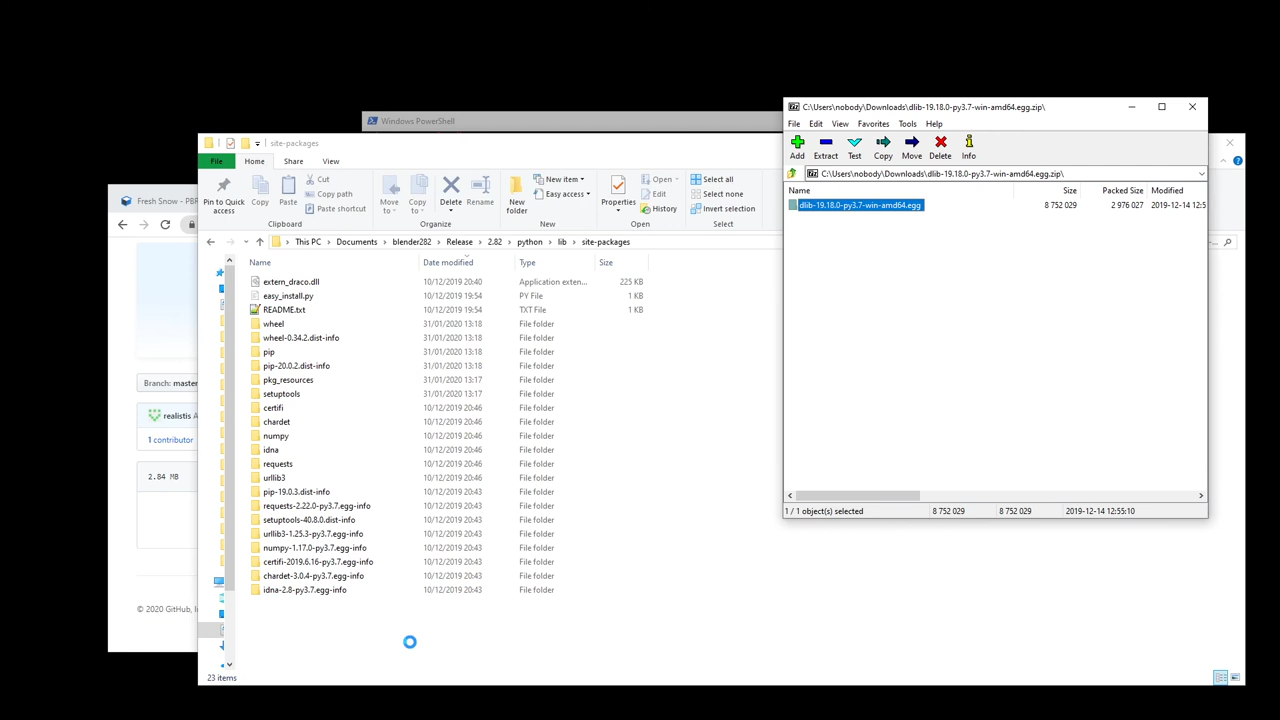 C:\Users\nobody\Downloads\dlib-19.18.0-py3.7-win-amd64.egg.zip\
File Edit View Favorites Tools Help
Add Extract Test Copy Move Delete Info
C:\Users\nobody\Downloads\dlib-19.18.0-py3.7-win-amd64.egg.zip\
Name Size Packed Size Modified
dlib-19.18.0-py3.7-win-amd64.egg 8 752 029 2 976 027 2019-12-14 12:5
1 / 1 object(s) selected 8 752 029 8 752 029 2019-12-14 12:55:10
Windows PowerShell
site-packages
File Home Share View
Pin to Quick access
Copy
Paste
Cut
Copy path
Paste shortcut
Clipboard
Move to
Copy to
Delete
Rename
Organize
New folder
New item
Easy access
New
Properties
Open
Edit
History
Open
Select all
Select none
Invert selection
Select
This PC Documents blender282 Release 2.82 python lib site-packages
Name Date modified Type Size
extern_draco.dll 10/12/2019 20:40 Application exten... 225 KB
easy_install.py 10/12/2019 19:54 PY File 1 KB
README.txt 10/12/2019 19:54 TXT File 1 KB
wheel 31/01/2020 13:18 File folder
wheel-0.34.2.dist-info 31/01/2020 13:18 File folder
pip 31/01/2020 13:18 File folder
pip-20.0.2.dist-info 31/01/2020 13:18 File folder
pkg_resources 31/01/2020 13:17 File folder
setuptools 31/01/2020 13:17 File folder
certifi 10/12/2019 20:46 File folder
chardet 10/12/2019 20:46 File folder
numpy 10/12/2019 20:46 File folder
idna 10/12/2019 20:46 File folder
requests 10/12/2019 20:46 File folder
urllib3 10/12/2019 20:46 File folder
pip-19.0.3.dist-info 10/12/2019 20:43 File folder
requests-2.22.0-py3.7.egg-info 10/12/2019 20:43 File folder
setuptools-40.8.0.dist-info 10/12/2019 20:43 File folder
urllib3-1.25.3-py3.7.egg-info 10/12/2019 20:43 File folder
numpy-1.17.0-py3.7.egg-info 10/12/2019 20:43 File folder
certifi-2019.6.16-py3.7.egg-info 10/12/2019 20:43 File folder
chardet-3.0.4-py3.7.egg-info 10/12/2019 20:43 File folder
idna-2.8-py3.7.egg-info 10/12/2019 20:43 File folder
23 items
Fresh Snow - PBR
Branch: master
realistis A
1 contributor
2.84 MB
© 2020 GitHub, I